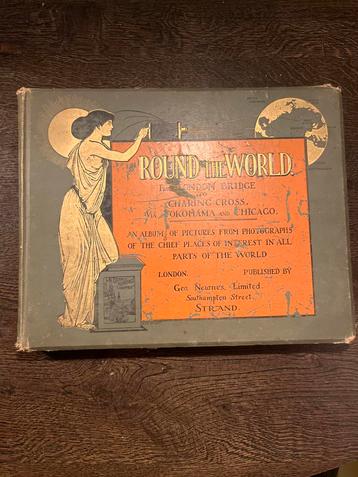 ROUND THE WORLD.
From LONDON BRIDGE
TO
CHARING CROSS,
VIA YOKOHAMA AND CHICAGO.
AN ALBUM OF PICTURES FROM PHOTOGRAPHS
OF THE CHIEF PLACES OF INTEREST IN ALL
PARTS OF THE WORLD
LONDON. PUBLISHED BY
Geo Newnes, Limited.
Southampton Street,
STRAND.